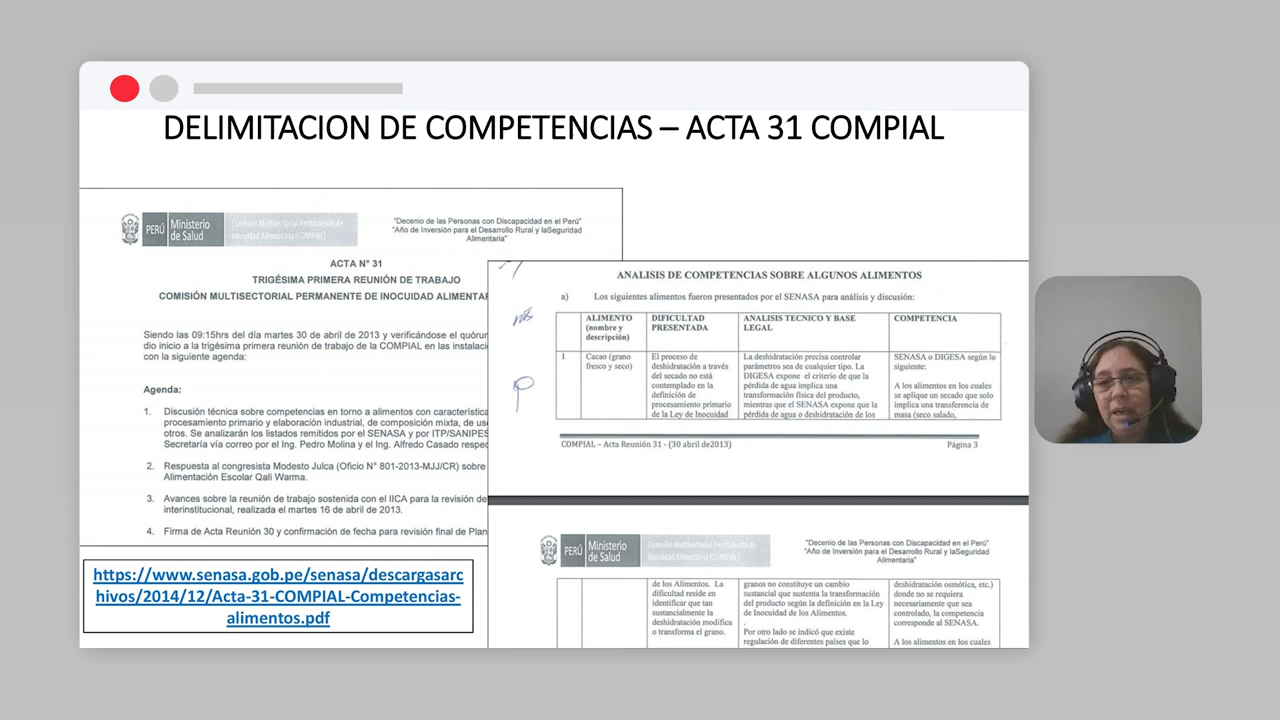 DELIMITACION DE COMPETENCIAS – ACTA 31 COMPIAL
PERÚ
Ministerio
de Salud
Comisión Multisectorial Permanente de
Inocuidad Alimentaria (COMPIAL)
"Decenio de las Personas con Discapacidad en el Perú"
"Año de Inversión para el Desarrollo Rural y laSeguridad
Alimentaria"
ACTA N° 31
TRIGÉSIMA PRIMERA REUNIÓN DE TRABAJO
COMISIÓN MULTISECTORIAL PERMANENTE DE INOCUIDAD
Siendo las 09:15hrs del día martes 30 de abril de 2013 y verificándose el
dio inicio a la trigésima primera reunión de trabajo de la COMPIAL en las
con la siguiente agenda:
Agenda:
1. Discusión técnica sobre competencias en torno a alimentos con
procesamiento primario y elaboración industrial, de composición mixta, de
otros. Se analizarán los listados remitidos por el SENASA y por ITP/SANIPES
Secretaría vía correo por el Ing. Pedro Molina y el Ing. Alfredo Casado
2. Respuesta al congresista Modesto Julca (Oficio N° 801-2013-MJJ/CR) sobre
Alimentación Escolar Qali Warma.
3. Avances sobre la reunión de trabajo sostenida con el IICA para la revisión de
interinstitucional, realizada el martes 16 de abril de 2013.
4. Firma de Acta Reunión 30 y confirmación de fecha para revisión final de Plan
https://www.senasa.gob.pe/senasa/descargasarc
hivos/2014/12/Acta-31-COMPIAL-Competencias-
alimentos.pdf
ANALISIS DE COMPETENCIAS SOBRE ALGUNOS ALIMENTOS
a) Los siguientes alimentos fueron presentados por el SENASA para análisis y discusión:
ALIMENTO
(nombre y
descripción)
DIFICULTAD
PRESENTADA
ANALISIS TECNICO Y BASE
LEGAL
COMPETENCIA
1
Cacao (grano
fresco y seco)
El proceso de
deshidratación a través
del secado no está
contemplado en la
definición de
procesamiento primario
de la Ley de Inocuidad
La deshidratación precisa controlar
parámetros sea de cualquier tipo. La
DIGESA expone el criterio de que la
pérdida de agua implica una
transformación física del producto,
mientras que el SENASA expone que la
pérdida de agua o deshidratación de los
SENASA o DIGESA según lo
siguiente:
A los alimentos en los cuales
se aplique un secado que solo
implica una transferencia de
masa (seco salado,
COMPIAL – Acta Reunión 31 - (30 abril de2013)
Página 3
PERÚ
Ministerio
de Salud
Comisión Multisectorial Permanente de
Inocuidad Alimentaria (COMPIAL)
"Decenio de las Personas con Discapacidad en el Perú"
"Año de Inversión para el Desarrollo Rural y laSeguridad
Alimentaria"
de los Alimentos. La
dificultad reside en
identificar que tan
sustancialmente la
deshidratación modifica
o transforma el grano.
granos no constituye un cambio
sustancial que sustenta la transformación
del producto según la definición en la Ley
de Inocuidad de los Alimentos.
.
Por otro lado se indicó que existe
regulación de diferentes países que lo
deshidratación osmótica, etc.)
donde no se requiera
necesariamente que sea
controlado, la competencia
corresponde al SENASA.
A los alimentos en los cuales